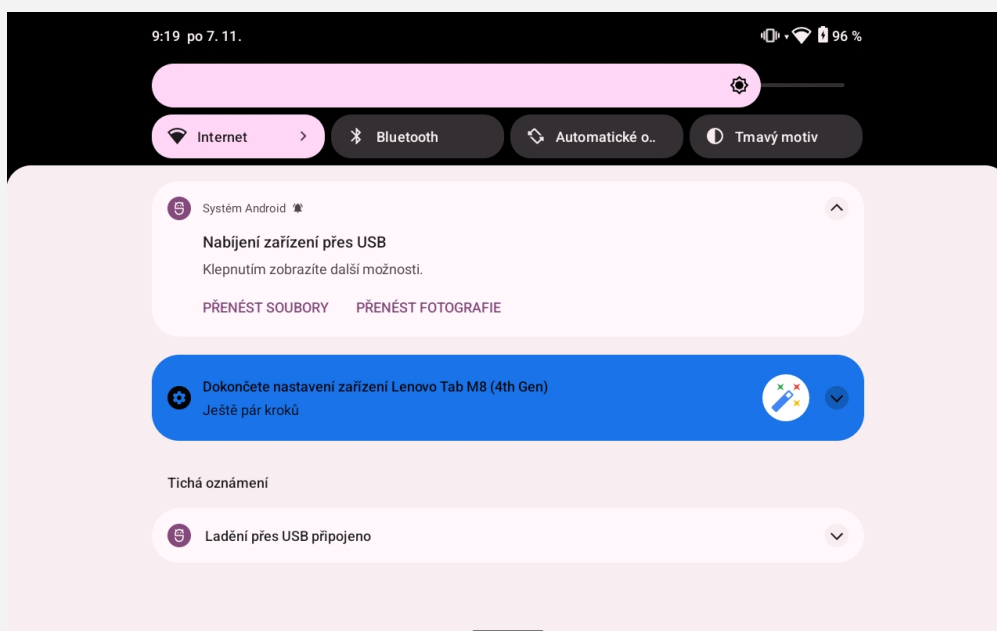 9:19 po 7. 11.
96 %
Internet
Bluetooth
Automatické o..
Tmavý motiv
Systém Android
Nabíjení zařízení přes USB
Klepnutím zobrazíte další možnosti.
PŘENÉST SOUBORY PŘENÉST FOTOGRAFIE
Dokončete nastavení zařízení Lenovo Tab M8 (4th Gen)
Ještě pár kroků
Tichá oznámení
Ladění přes USB připojeno